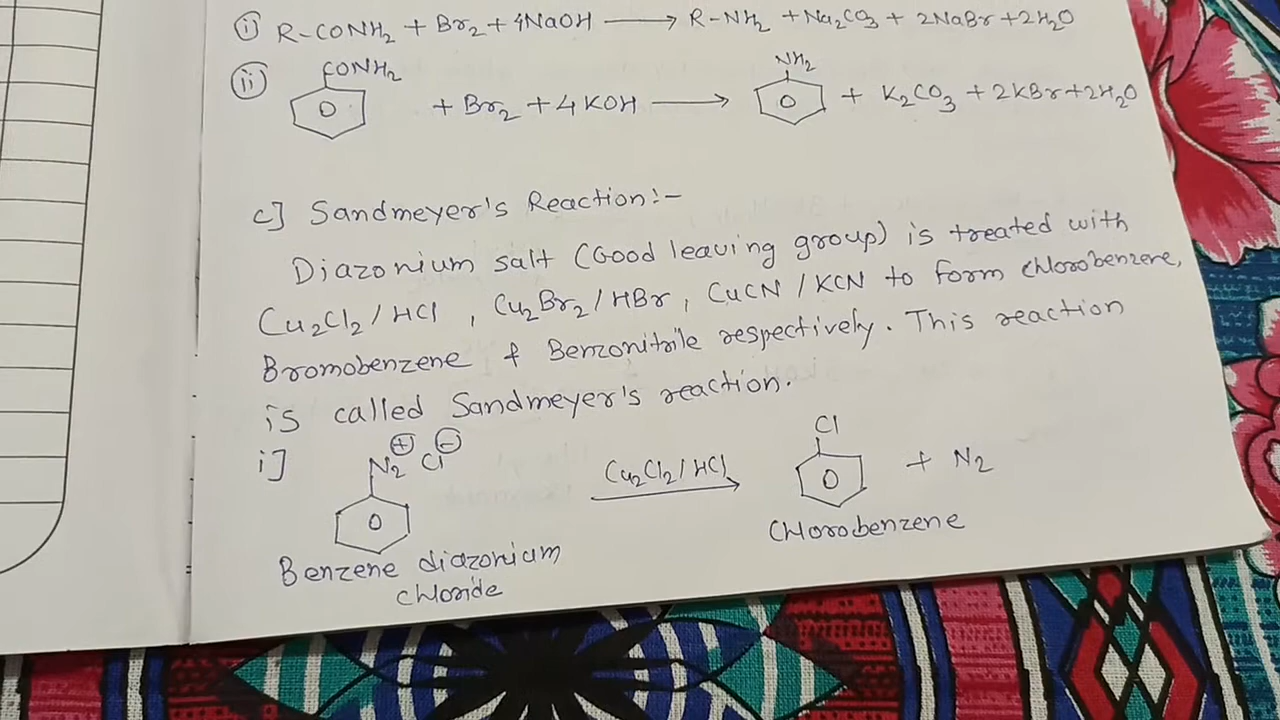 (i) R-CONH₂ + Br₂ + 4NaOH ⟶ R-NH₂ + Na₂CO₃ + 2NaBr + 2H₂O
CONH₂ NH₂
(ii) + Br₂ + 4KOH ⟶ + K₂CO₃ + 2KBr + 2H₂O
c] Sandmeyer's Reaction:-
Diazonium salt (Good leaving group) is treated with
Cu₂Cl₂/HCl, Cu₂Br₂/HBr, CuCN/KCN to form chlorobenzene,
Bromobenzene & Benzonitrile respectively. This reaction
is called Sandmeyer's reaction.
Cl
i] N₂⊕ Cl⊖ Cu₂Cl₂/HCl ⟶ + N₂
Chlorobenzene
Benzene diazonium
chloride